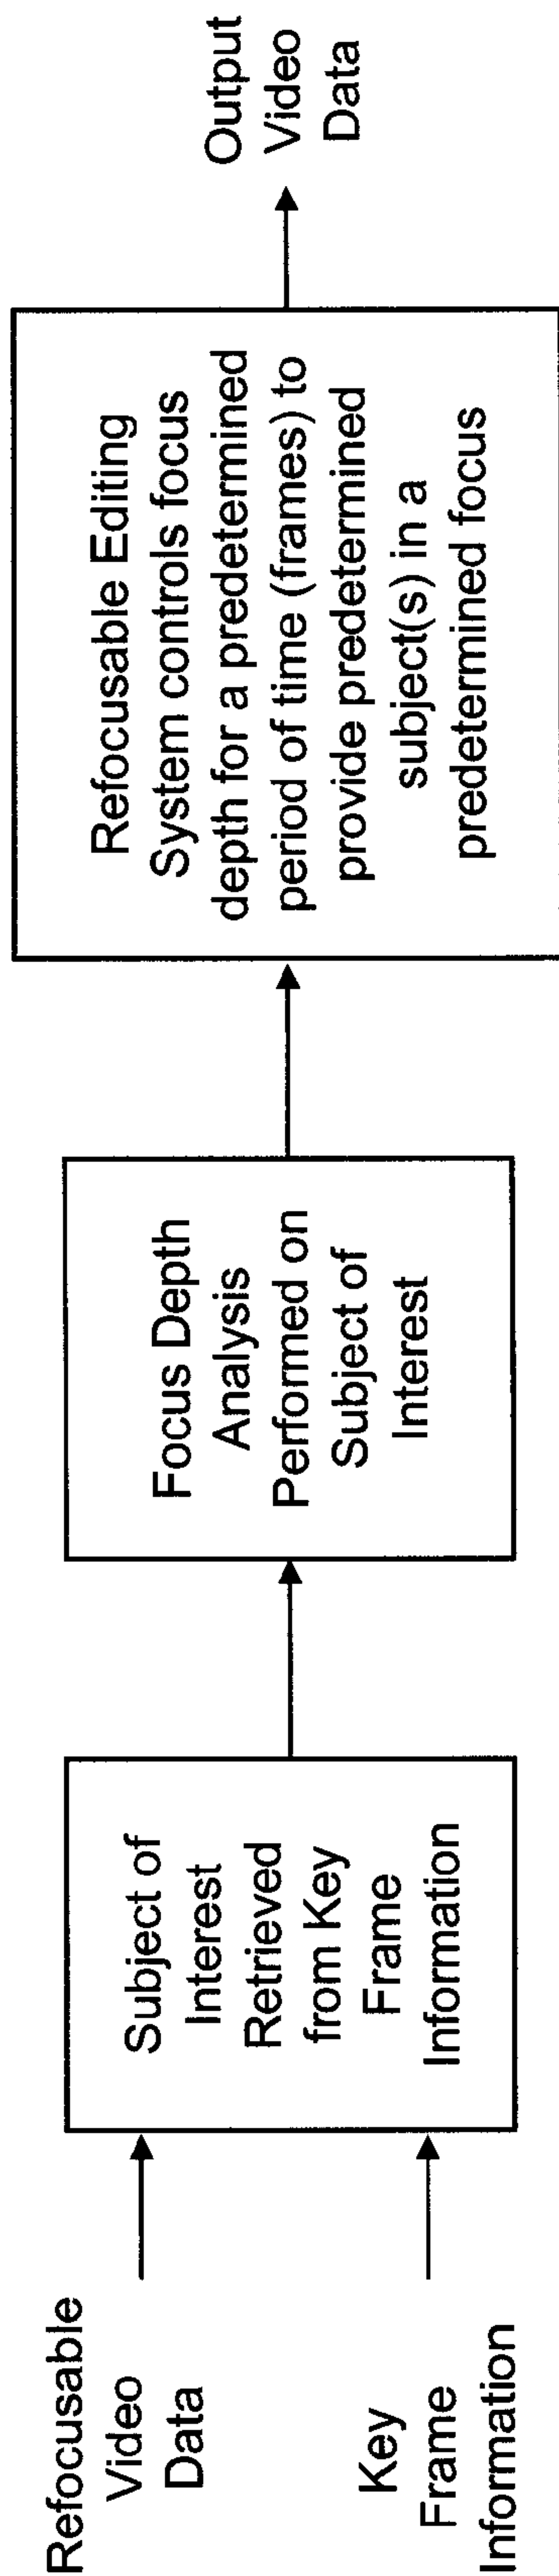 Refocusable
Video
Data
Key
Frame
Information
Subject of
Interest
Retrieved
from Key
Frame
Information
Focus Depth
Analysis
Performed on
Subject of
Interest
Refocusable Editing
System controls focus
depth for a predetermined
period of time (frames) to
provide predetermined
subject(s) in a
predetermined focus
Output
Video
Data